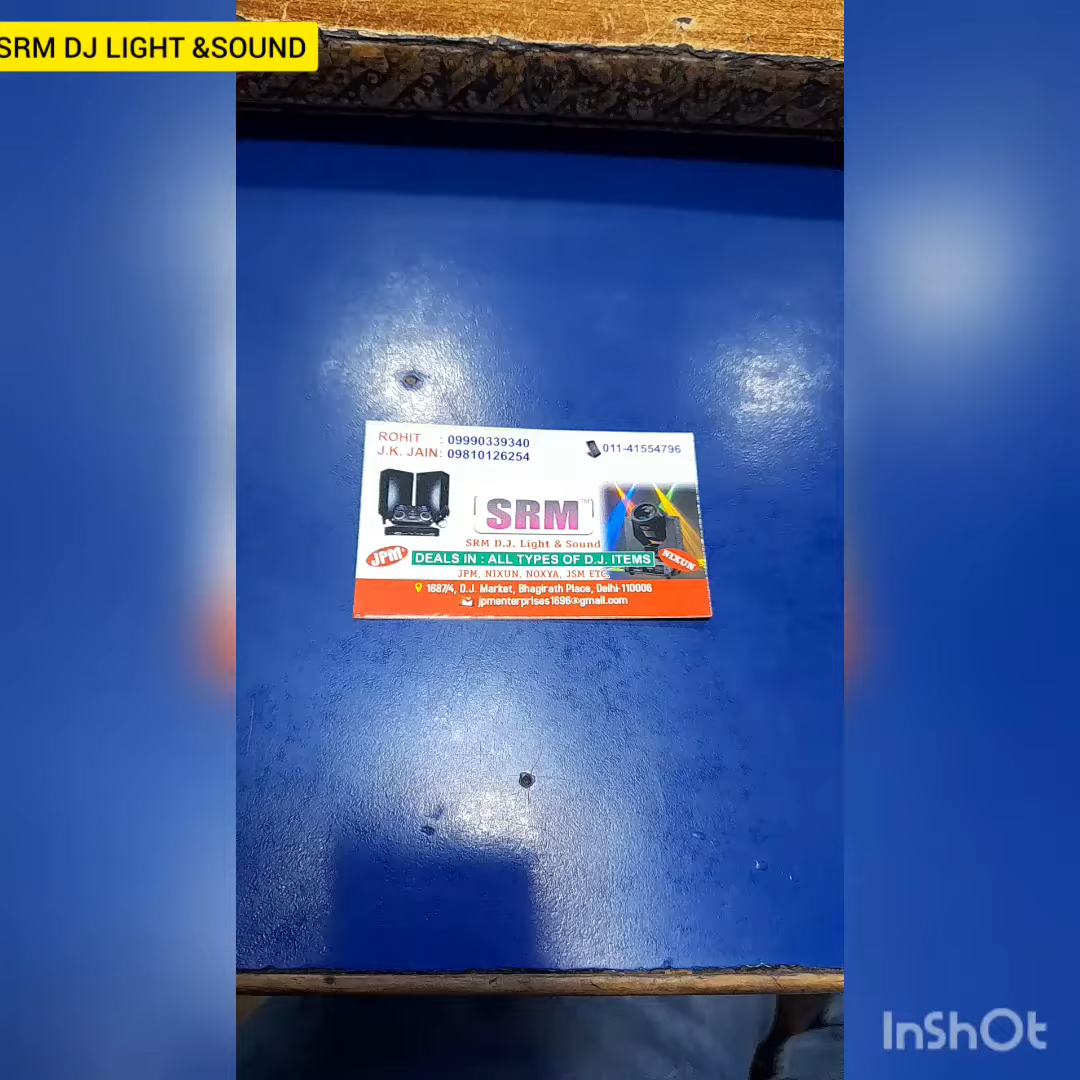 SRM DJ LIGHT &SOUND
ROHIT : 09990339340
J.K. JAIN: 09810126254
011-41554796
SRM™
SRM D.J. Light & Sound
JPM
DEALS IN : ALL TYPES OF D.J. ITEMS
NIXUN
JPM, NIXUN, NOXYA, JSM ETC.
1687/4, D.J. Market, Bhagirath Place, Delhi-110006
jpmenterprises1696@gmail.com
InShOt